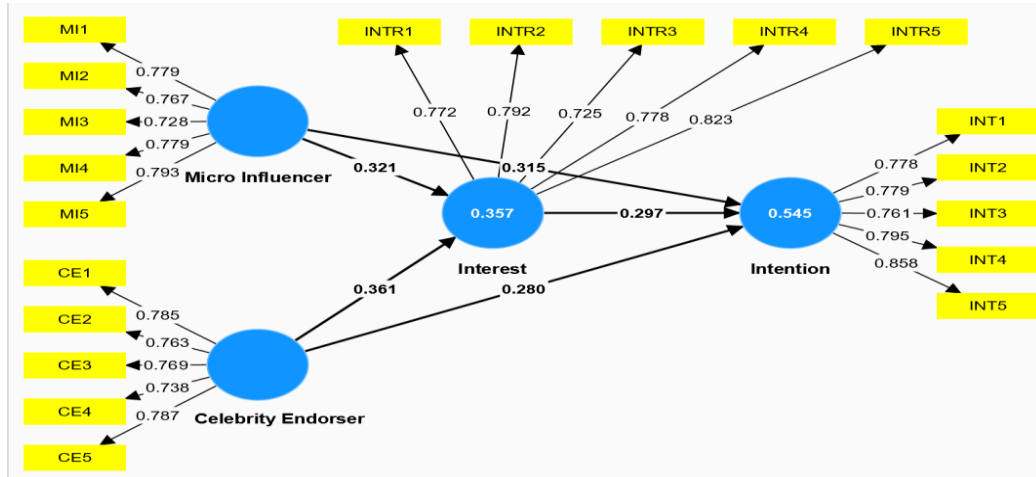 MI1
MI2
MI3
MI4
MI5
0.779
0.767
0.728
0.779
0.793
Micro Influencer
INTR1
INTR2
INTR3
INTR4
INTR5
0.772
0.792
0.725
0.778
0.823
0.321
0.315
0.357
Interest
0.297
0.361
0.280
0.545
Intention
INT1
INT2
INT3
INT4
INT5
0.778
0.779
0.761
0.795
0.858
CE1
CE2
CE3
CE4
CE5
0.785
0.763
0.769
0.738
0.787
Celebrity Endorser